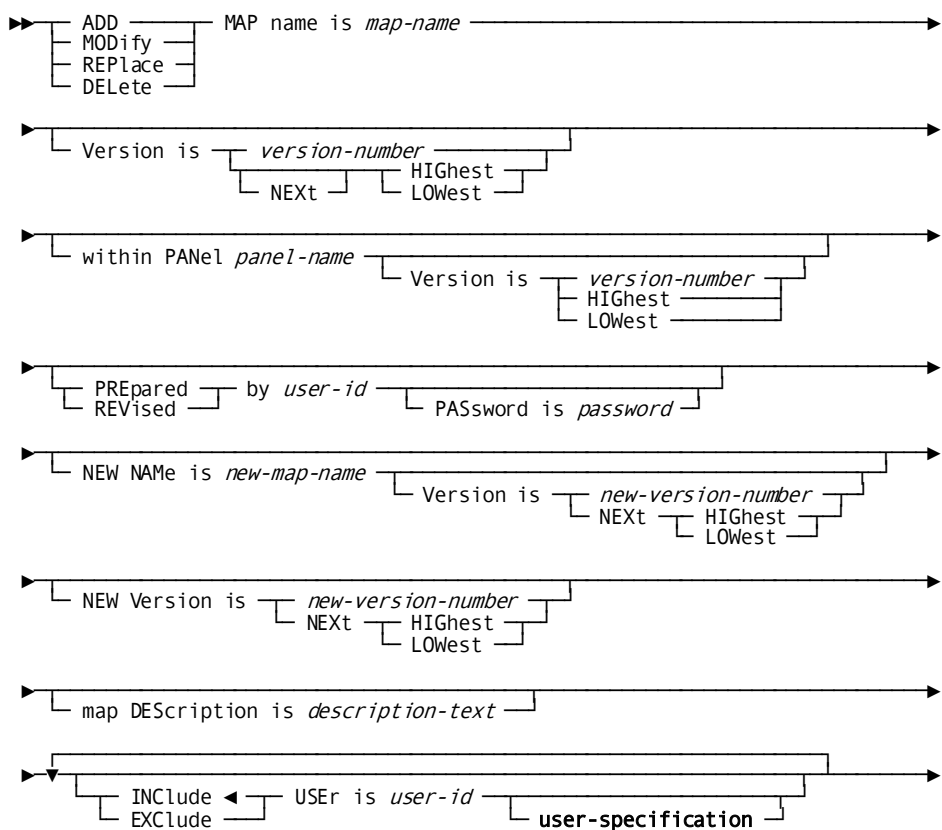 ADD MAP name is map-name
MODify
REPlace
DELete
Version is version-number
HIGhest
NEXt LOWest
within PANel panel-name
Version is version-number
HIGhest
LOWest
PREpared by user-id
REVised PASsword is password
NEW NAMe is new-map-name
Version is new-version-number
NEXt HIGhest
LOWest
NEW Version is new-version-number
NEXt HIGhest
LOWest
map DEScription is description-text
INClude USEr is user-id
EXClude user-specification